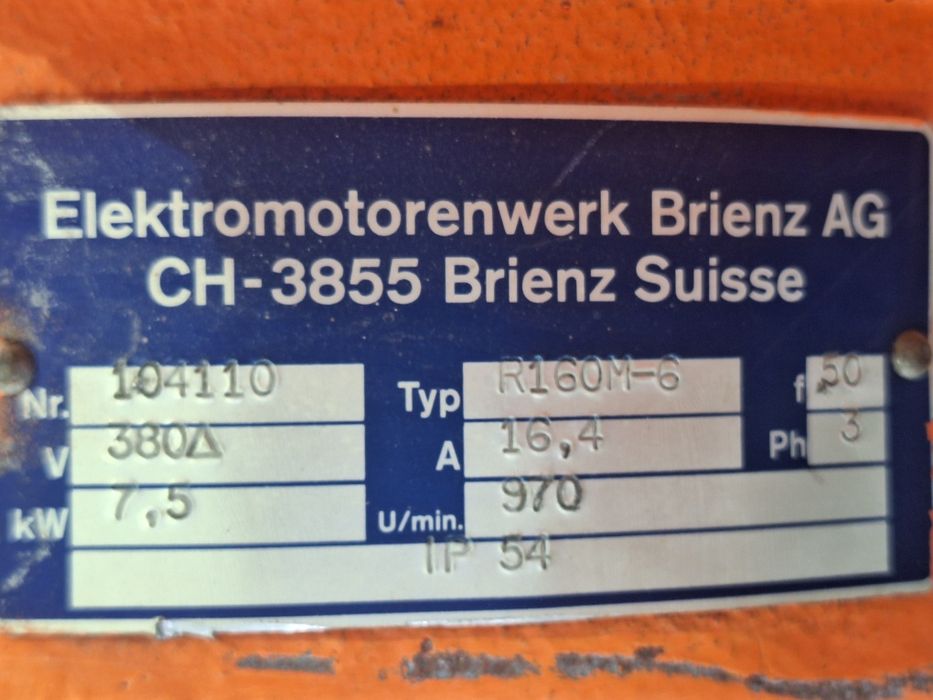 Elektromotorenwerk Brienz AG
CH-3855 Brienz Suisse
Nr. 104110 Typ R160M-6 f 50
V 380Δ A 16,4 Ph 3
kW 7,5 U/min. 970
IP 54